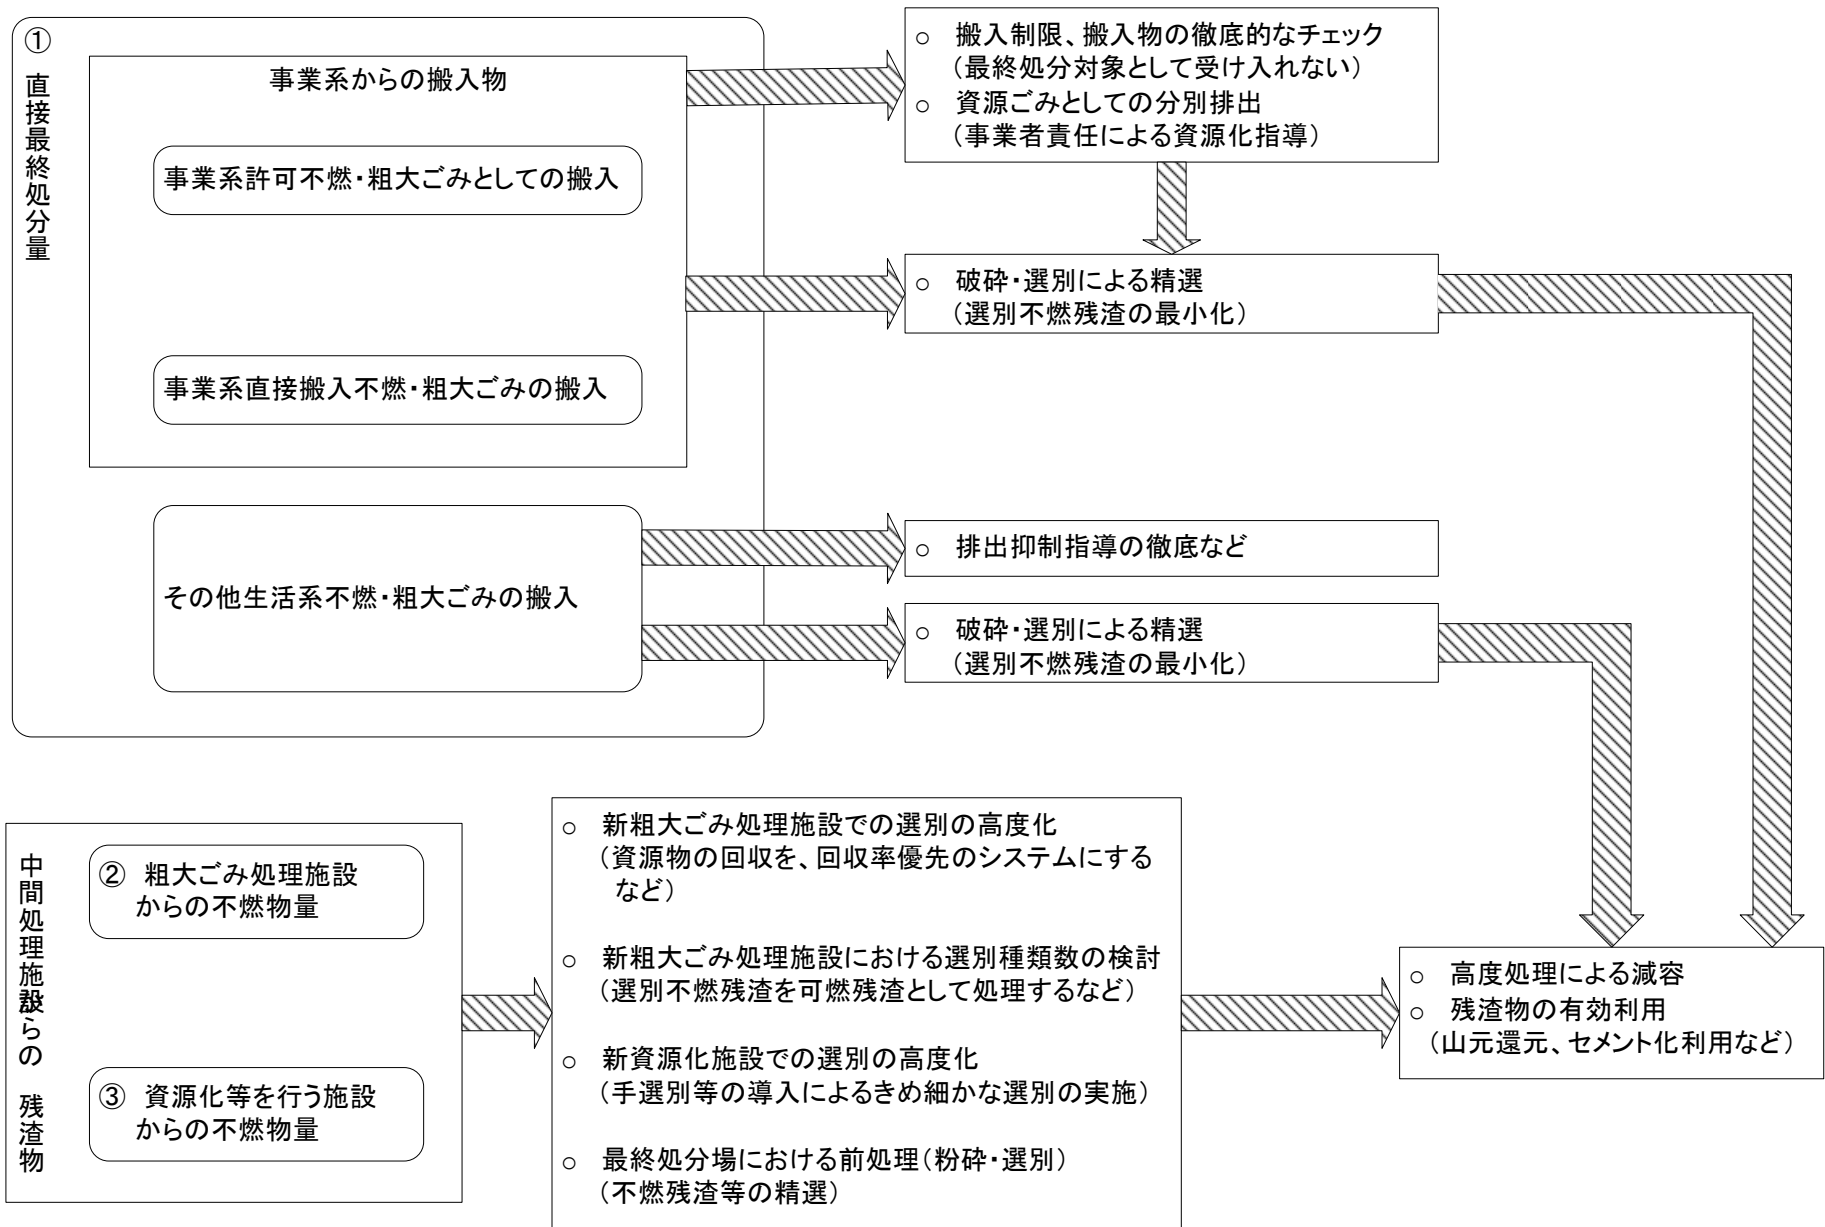 ①
直接最終処分量
事業系からの搬入物
事業系許可不燃・粗大ごみとしての搬入
事業系直接搬入不燃・粗大ごみの搬入
その他生活系不燃・粗大ごみの搬入
○ 搬入制限、搬入物の徹底的なチェック
（最終処分対象として受け入れない）
○ 資源ごみとしての分別排出
（事業者責任による資源化指導）
○ 破砕・選別による精選
（選別不燃残渣の最小化）
○ 排出抑制指導の徹底など
○ 破砕・選別による精選
（選別不燃残渣の最小化）
中間処理施設からの 残渣物
② 粗大ごみ処理施設
からの不燃物量
③ 資源化等を行う施設
からの不燃物量
○ 新粗大ごみ処理施設での選別の高度化
（資源物の回収を、回収率優先のシステムにする
など）
○ 新粗大ごみ処理施設における選別種類数の検討
（選別不燃残渣を可燃残渣として処理するなど）
○ 新資源化施設での選別の高度化
（手選別等の導入によるきめ細かな選別の実施）
○ 最終処分場における前処理（粉砕・選別）
（不燃残渣等の精選）
○ 高度処理による減容
○ 残渣物の有効利用
（山元還元、セメント化利用など）